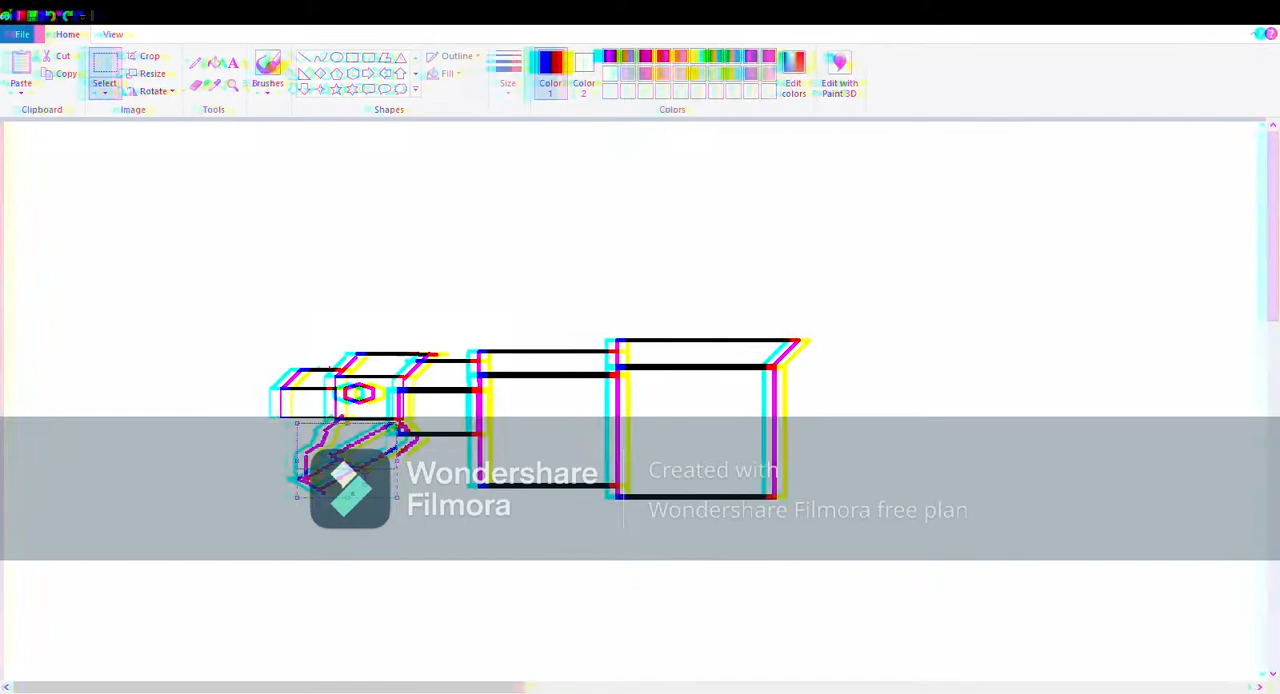 File Home View
Paste
Cut
Copy
Clipboard
Select
Crop
Resize
Rotate
Image
A
Tools
Brushes
Shapes
Outline
Fill
Size
Color
1
Color
2
Colors
Edit
colors
Edit with
Paint 3D
Wondershare
Filmora
Created with
Wondershare Filmora free plan